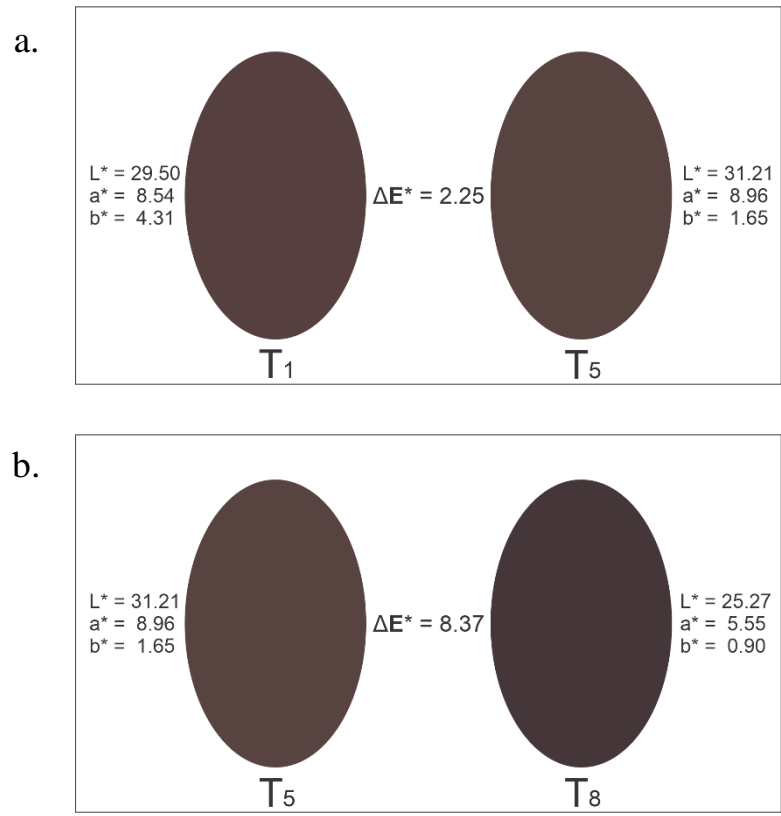 a.
L* = 29.50
a* = 8.54
b* = 4.31
ΔE* = 2.25
L* = 31.21
a* = 8.96
b* = 1.65
T1
T5
b.
L* = 31.21
a* = 8.96
b* = 1.65
ΔE* = 8.37
L* = 25.27
a* = 5.55
b* = 0.90
T5
T8